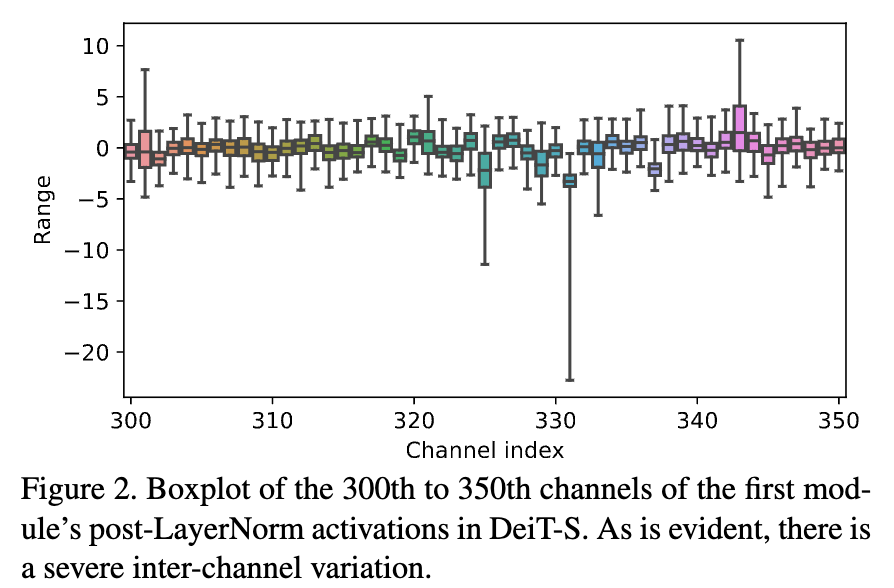 10
5
0
−5
−10
−15
−20
Range
300 310 320 330 340 350
Channel index
Figure 2. Boxplot of the 300th to 350th channels of the first mod-
ule’s post-LayerNorm activations in DeiT-S. As is evident, there is
a severe inter-channel variation.